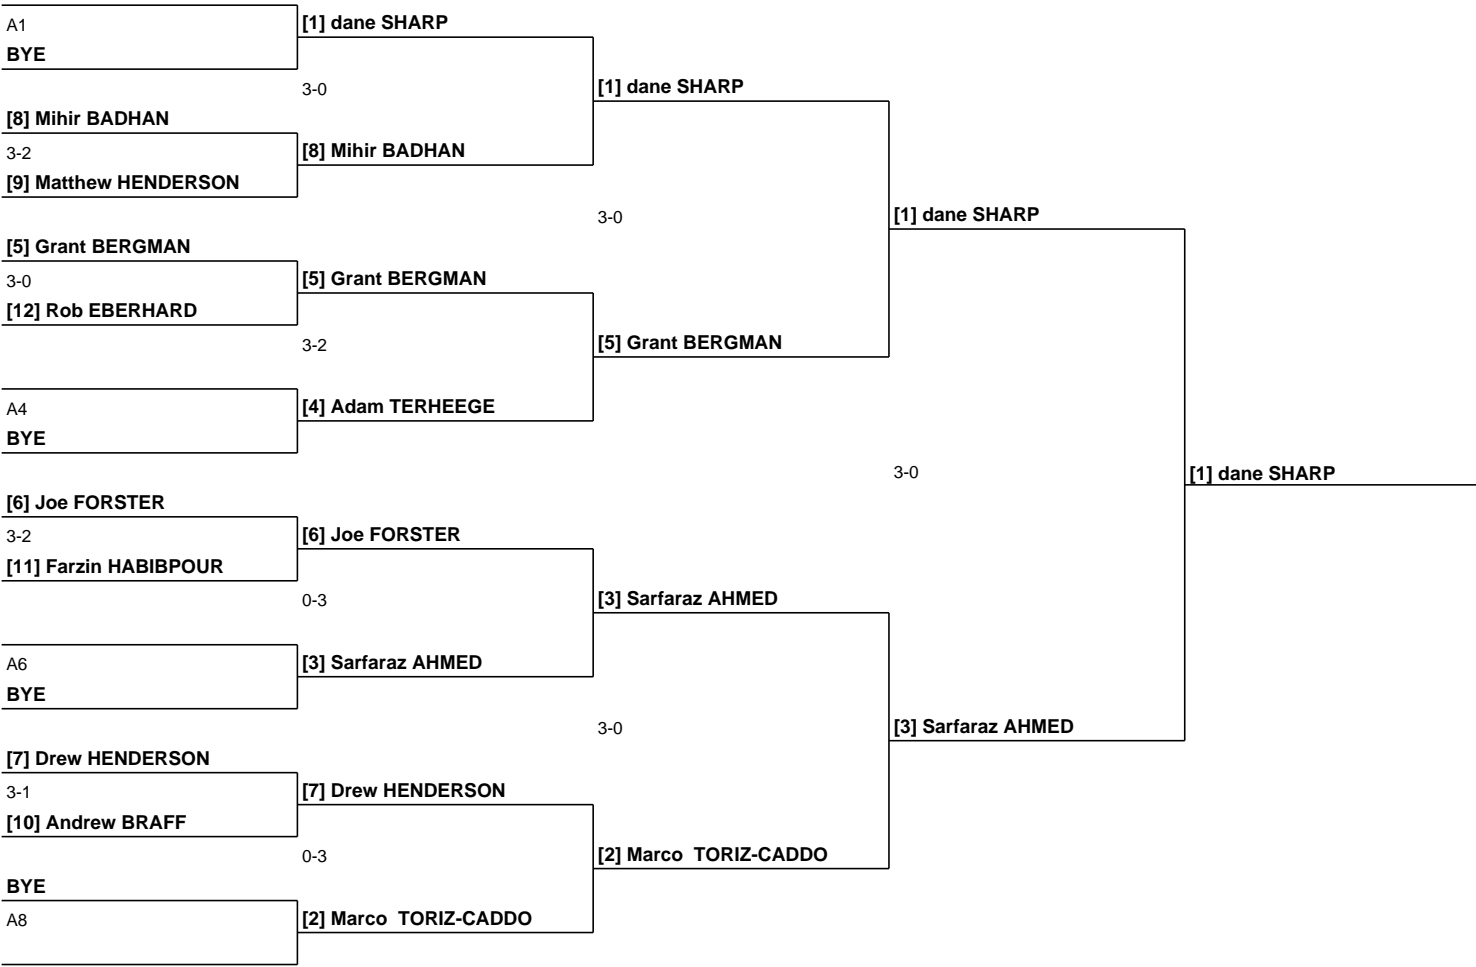 A1
BYE
[1] dane SHARP
3-0
[8] Mihir BADHAN
3-2
[9] Matthew HENDERSON
[8] Mihir BADHAN
[1] dane SHARP
3-0
[5] Grant BERGMAN
3-0
[12] Rob EBERHARD
[5] Grant BERGMAN
3-2
A4
BYE
[4] Adam TERHEEGE
[5] Grant BERGMAN
[1] dane SHARP
3-0
[1] dane SHARP
[6] Joe FORSTER
3-2
[11] Farzin HABIBPOUR
[6] Joe FORSTER
0-3
A6
BYE
[3] Sarfaraz AHMED
[3] Sarfaraz AHMED
3-0
[3] Sarfaraz AHMED
[7] Drew HENDERSON
3-1
[10] Andrew BRAFF
[7] Drew HENDERSON
0-3
BYE
A8
[2] Marco  TORIZ-CADDO
[2] Marco  TORIZ-CADDO